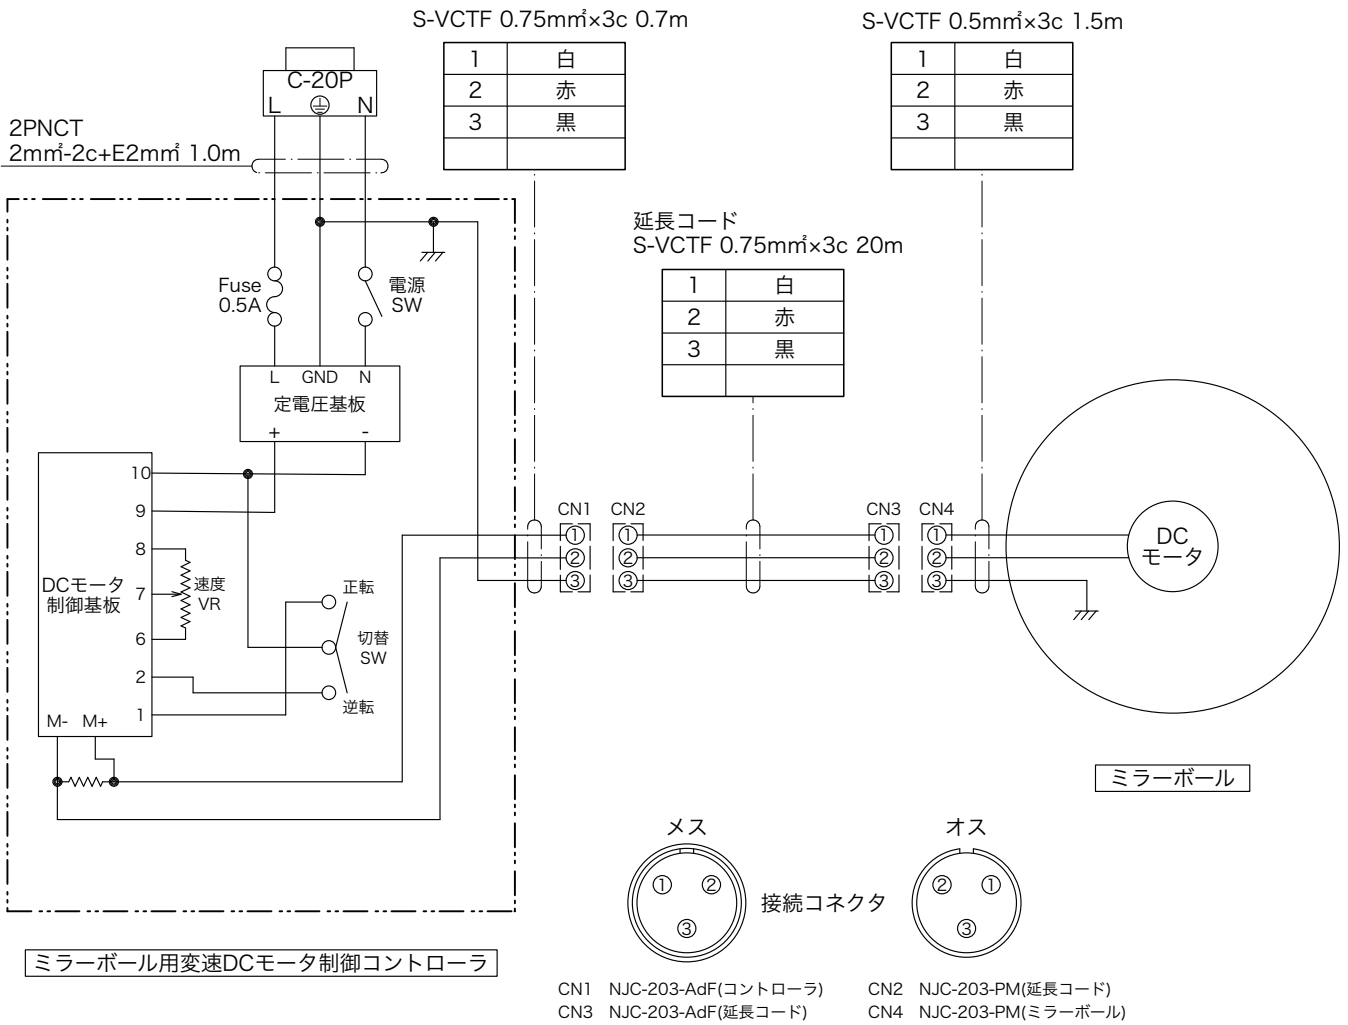 S-VCTF 0.75mm²×3c 0.7m
1 白
2 赤
3 黒
S-VCTF 0.5mm²×3c 1.5m
1 白
2 赤
3 黒
C-20P
L N
2PNCT
2mm²-2c+E2mm² 1.0m
延長コード
S-VCTF 0.75mm²×3c 20m
1 白
2 赤
3 黒
Fuse
0.5A
電源
SW
L GND N
定電圧基板
+ -
DCモータ
制御基板
10
9
8
7
6
2
1
M- M+
速度
VR
正転
切替
SW
逆転
CN1 CN2 CN3 CN4
① ① ① ①
② ② ② ②
③ ③ ③ ③
DC
モータ
ミラーボール
ミラーボール用変速DCモータ制御コントローラ
メス オス
① ② ② ①
接続コネクタ
③ ③
CN1 NJC-203-AdF(コントローラ) CN2 NJC-203-PM(延長コード)
CN3 NJC-203-AdF(延長コード) CN4 NJC-203-PM(ミラーボール)